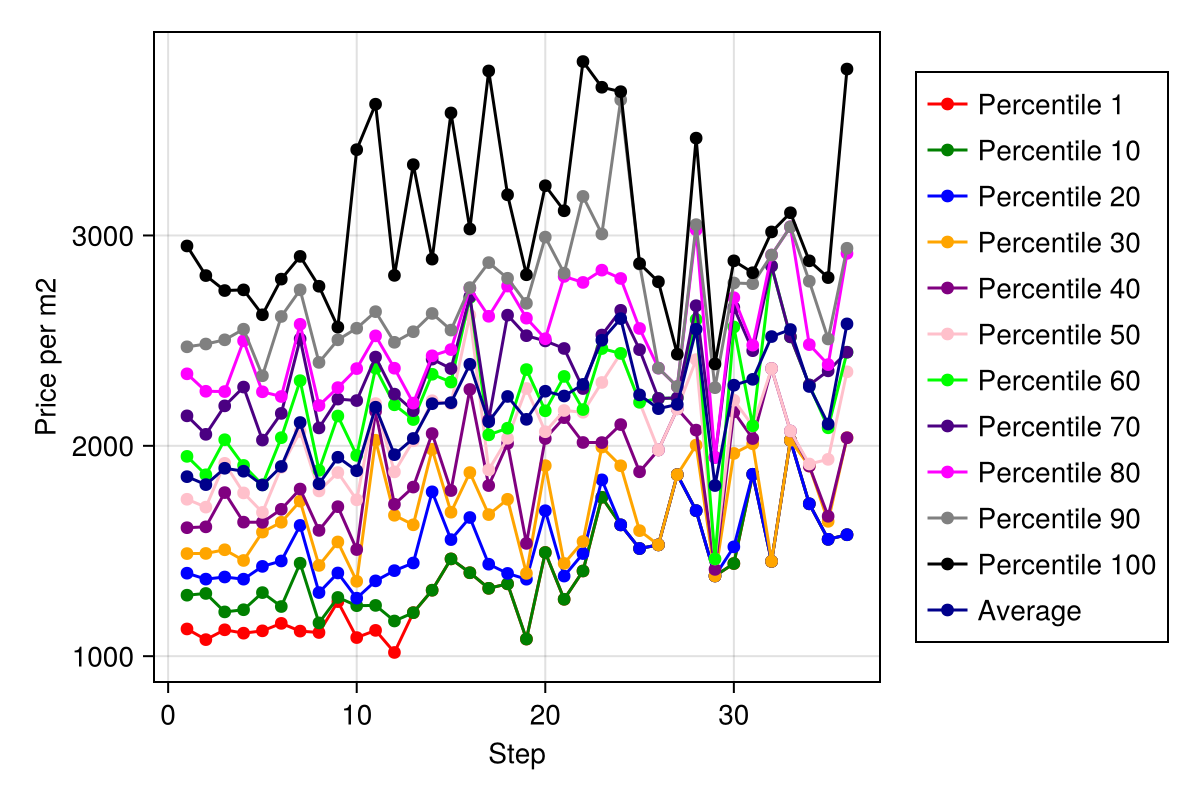 3000
2000
1000
Price per m2
0 10 20 30
Step
Percentile 1
Percentile 10
Percentile 20
Percentile 30
Percentile 40
Percentile 50
Percentile 60
Percentile 70
Percentile 80
Percentile 90
Percentile 100
Average